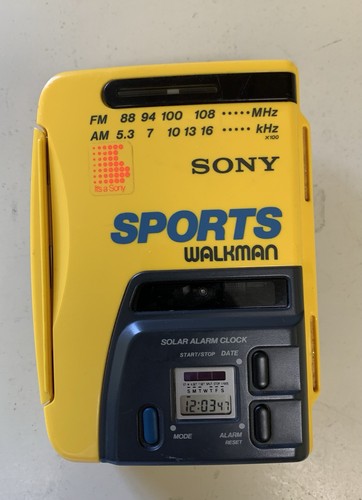 FM 88 94 100 108 ·····MHz
AM 5.3 7 10 13 16 ·····kHz
X100
It's a Sony
SONY
SPORTS
WALKMAN
SOLAR ALARM CLOCK
START/STOP DATE
S M T W T F S
12:03 47
MODE
ALARM
RESET